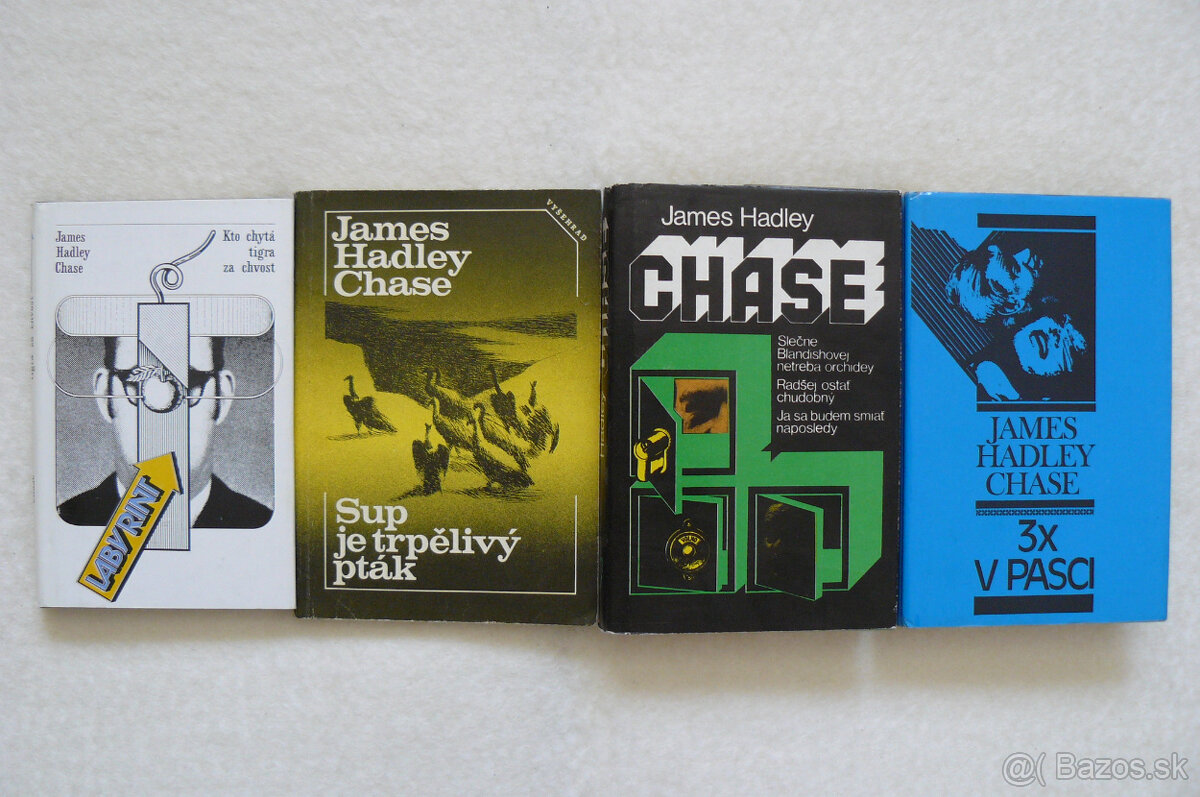 James
Hadley
Chase
Kto chytá
tigra
za chvost
LABYRINT
VYŠEHRAD
James
Hadley
Chase
Sup
je trpělivý
pták
James Hadley
CHASE
Slečne
Blandishovej
netreba orchidey
Radšej ostať
chudobný
Ja sa budem smiať
naposledy
JAMES
HADLEY
CHASE
3x
V PASCI
@( Bazos.sk